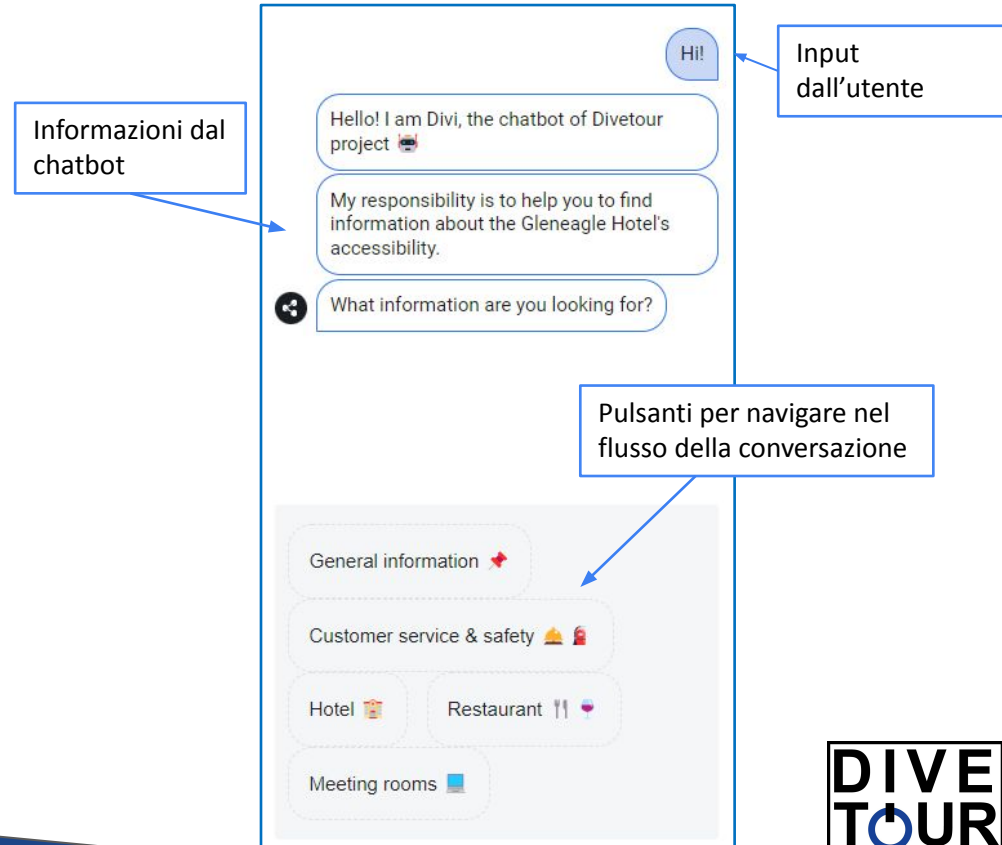 Hi!
Input
dall'utente
Informazioni dal
chatbot
Hello! I am Divi, the chatbot of Divetour
project
My responsibility is to help you to find
information about the Gleneagle Hotel's
accessibility.
What information are you looking for?
Pulsanti per navigare nel
flusso della conversazione
General information
Customer service & safety
Hotel
Restaurant
Meeting rooms
DIVE
TOUR